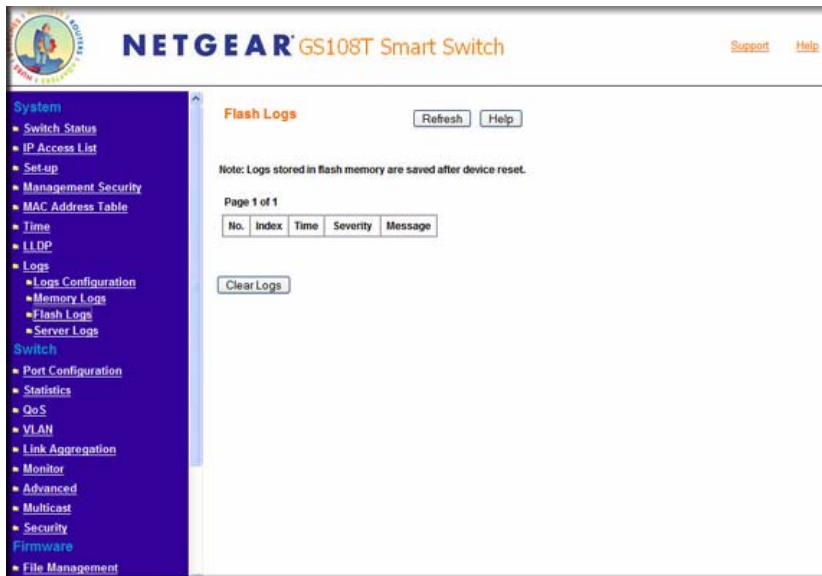 NETGEAR GS108T Smart Switch
Support Help
System
Switch Status
IP Access List
Set-up
Management Security
MAC Address Table
Time
LLDP
Logs
Logs Configuration
Memory Logs
Flash Logs
Server Logs
Switch
Port Configuration
Statistics
QoS
VLAN
Link Aggregation
Monitor
Advanced
Multicast
Security
Firmware
File Management
Flash Logs
Refresh Help
Note: Logs stored in flash memory are saved after device reset.
Page 1 of 1
No. Index Time Severity Message
Clear Logs